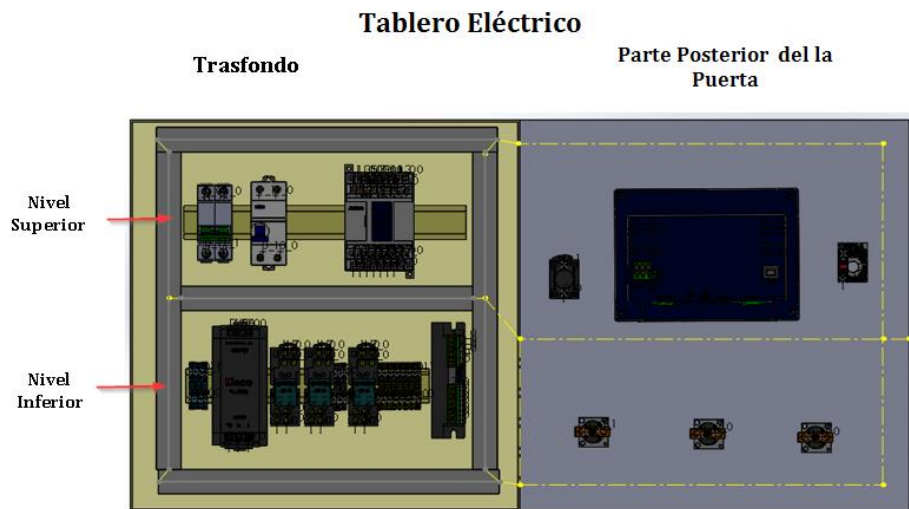 Tablero Eléctrico
Trasfondo
Parte Posterior del la
Puerta
Nivel
Superior
Nivel
Inferior